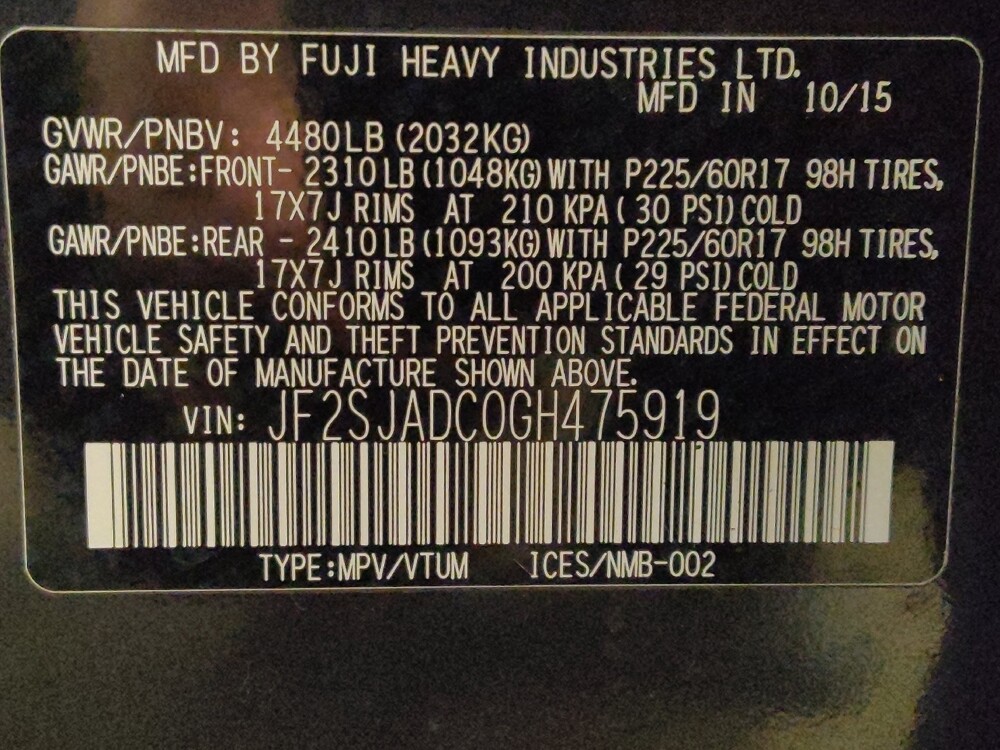 MFD BY FUJI HEAVY INDUSTRIES LTD.
MFD IN 10/15
GVWR/PNBV: 4480LB (2032KG)
GAWR/PNBE:FRONT- 2310LB (1048KG) WITH P225/60R17 98H TIRES,
17X7J RIMS AT 210 KPA ( 30 PSI) COLD
GAWR/PNBE:REAR - 2410LB (1093KG) WITH P225/60R17 98H TIRES,
17X7J RIMS AT 200 KPA ( 29 PSI) COLD
THIS VEHICLE CONFORMS TO ALL APPLICABLE FEDERAL MOTOR
VEHICLE SAFETY AND THEFT PREVENTION STANDARDS IN EFFECT ON
THE DATE OF MANUFACTURE SHOWN ABOVE.
VIN: JF2SJADC0GH475919
TYPE:MPV/VTUM ICES/NMB-002